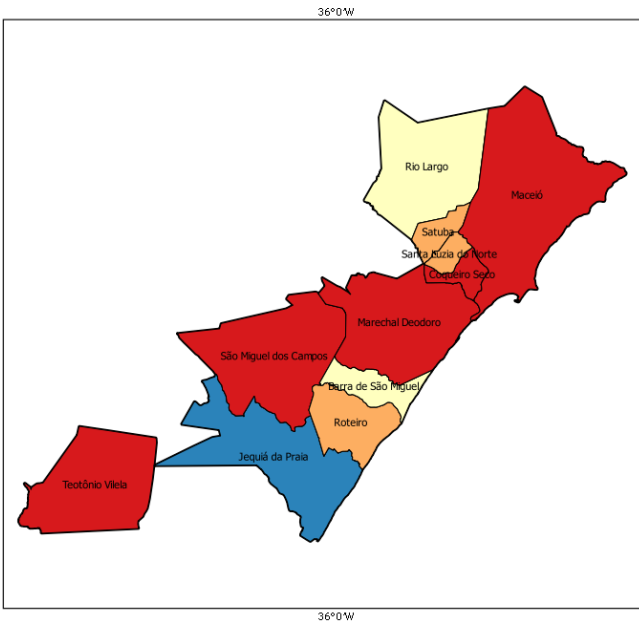 36°0'W
Rio Largo
Maceió
Satuba
Santa Luzia do Norte
Coqueiro Seco
Marechal Deodoro
São Miguel dos Campos
Barra de São Miguel
Roteiro
Jequiá da Praia
Teotônio Vilela
36°0'W